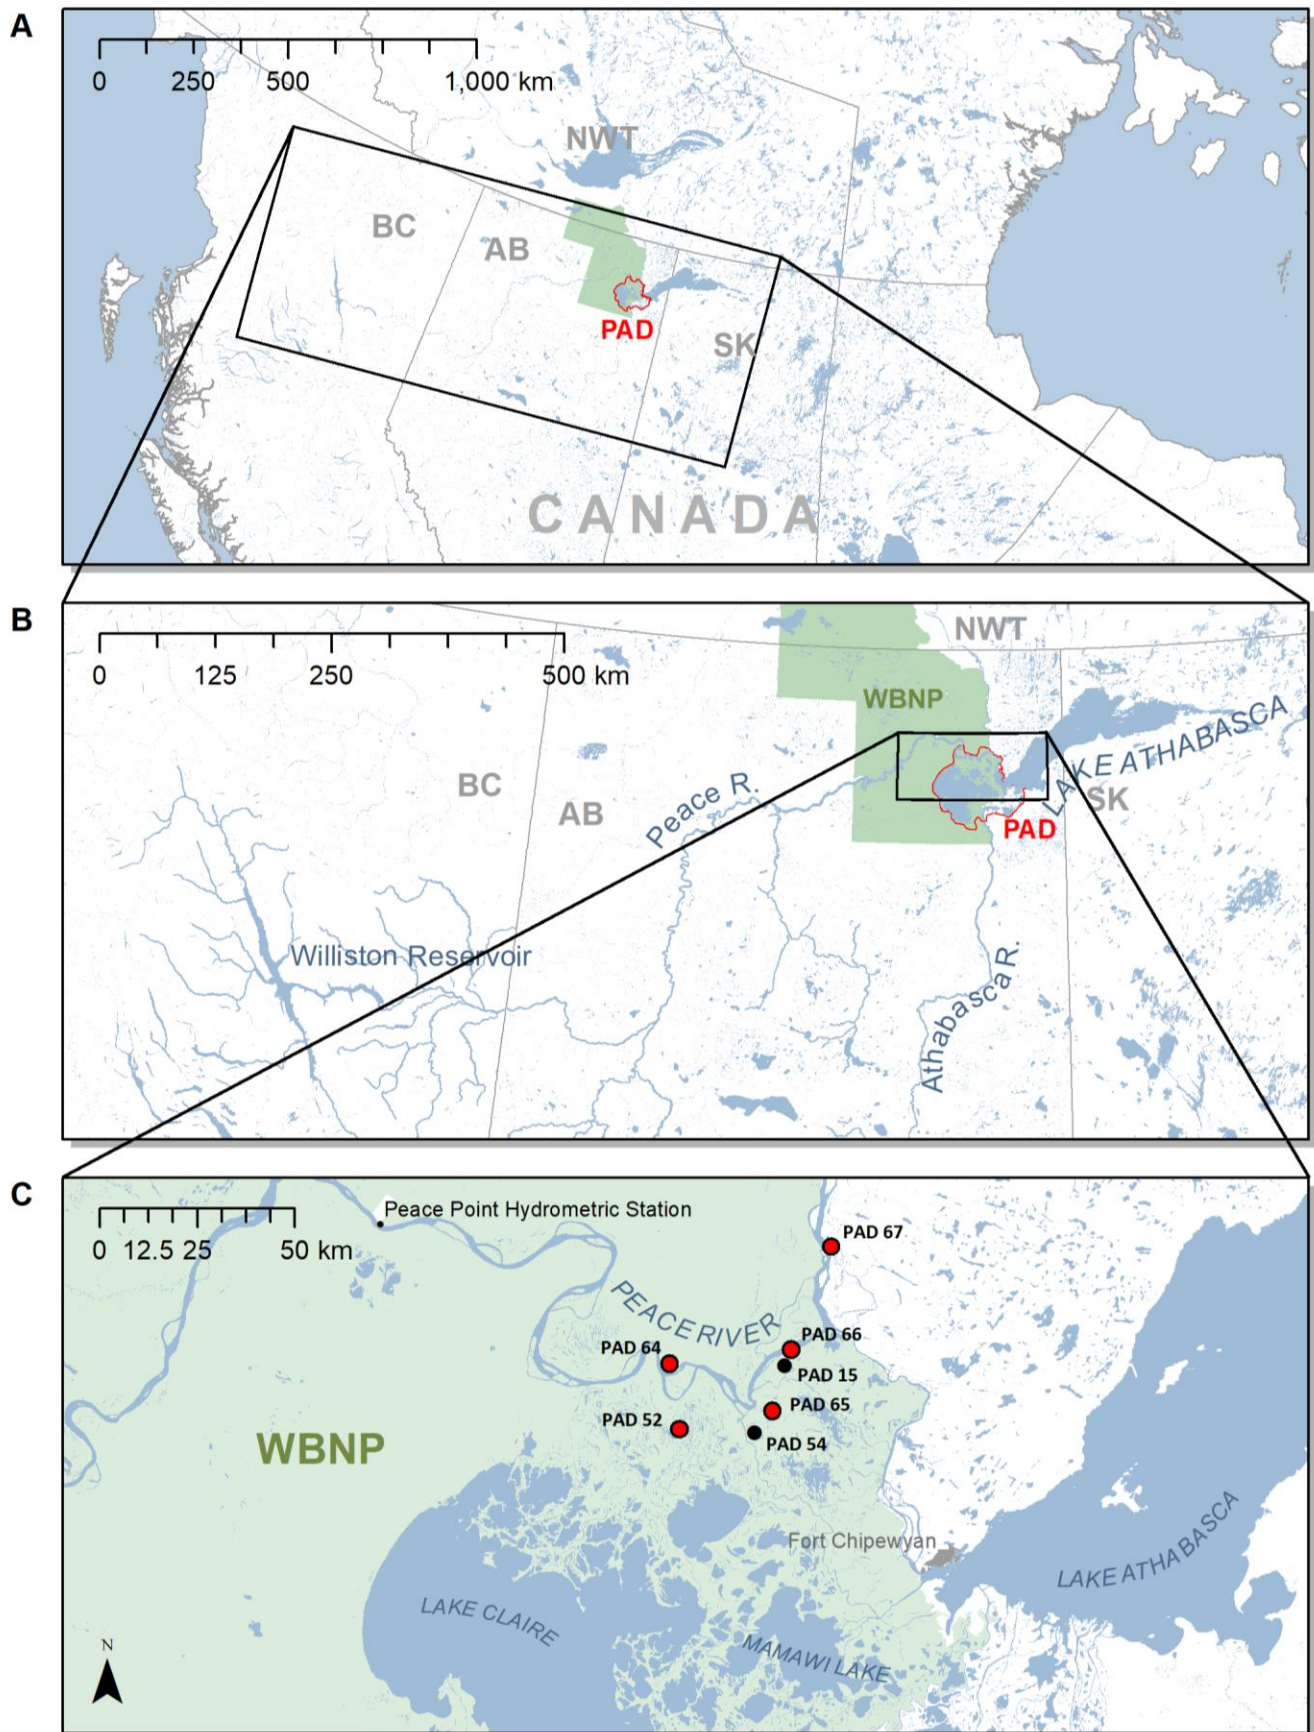 A
0 250 500 1,000 km
NWT
BC
AB
PAD
SK
CANADA
B
0 125 250 500 km
NWT
WBNP
LAKE ATHABASCA
BC
AB
Peace R.
SK
PAD
Williston Reservoir
Athabasca R.
C
Peace Point Hydrometric Station
0 12.5 25 50 km
PAD 67
PEACE RIVER
PAD 66
PAD 64
PAD 15
PAD 65
PAD 52
PAD 54
WBNP
Fort Chipewyan
LAKE ATHABASCA
LAKE CLAIRE
MAMAWI LAKE
N